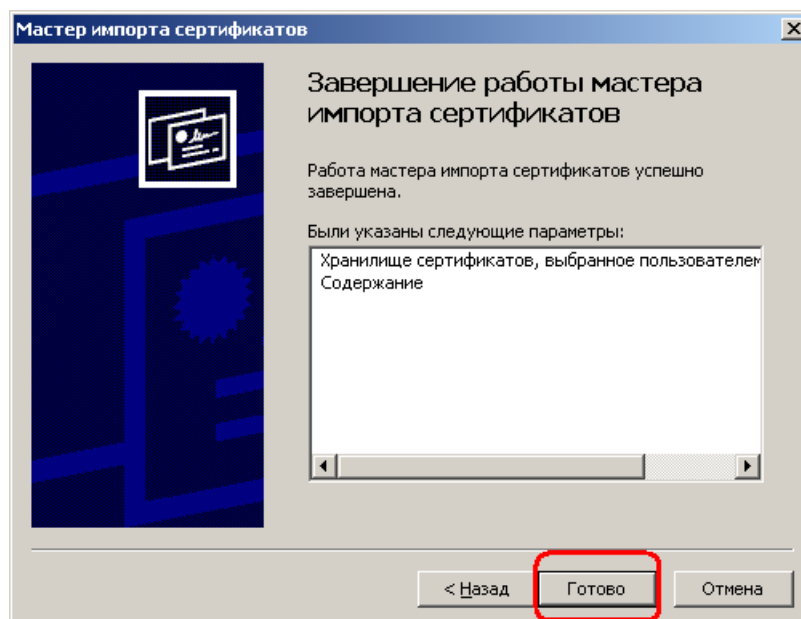 Мастер импорта сертификатов
Завершение работы мастера
импорта сертификатов
Работа мастера импорта сертификатов успешно
завершена.
Были указаны следующие параметры:
Хранилище сертификатов, выбранное пользователем
Содержание
< Назад
Готово
Отмена